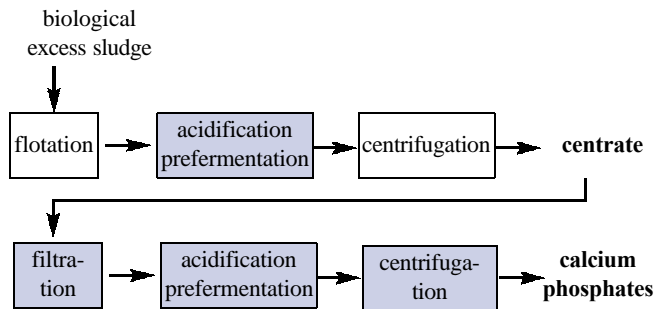 biological
excess sludge
flotation
acidification
prefermentation
centrifugation
centrate
filtra-
tion
acidification
prefermentation
centrifuga-
tion
calcium
phosphates